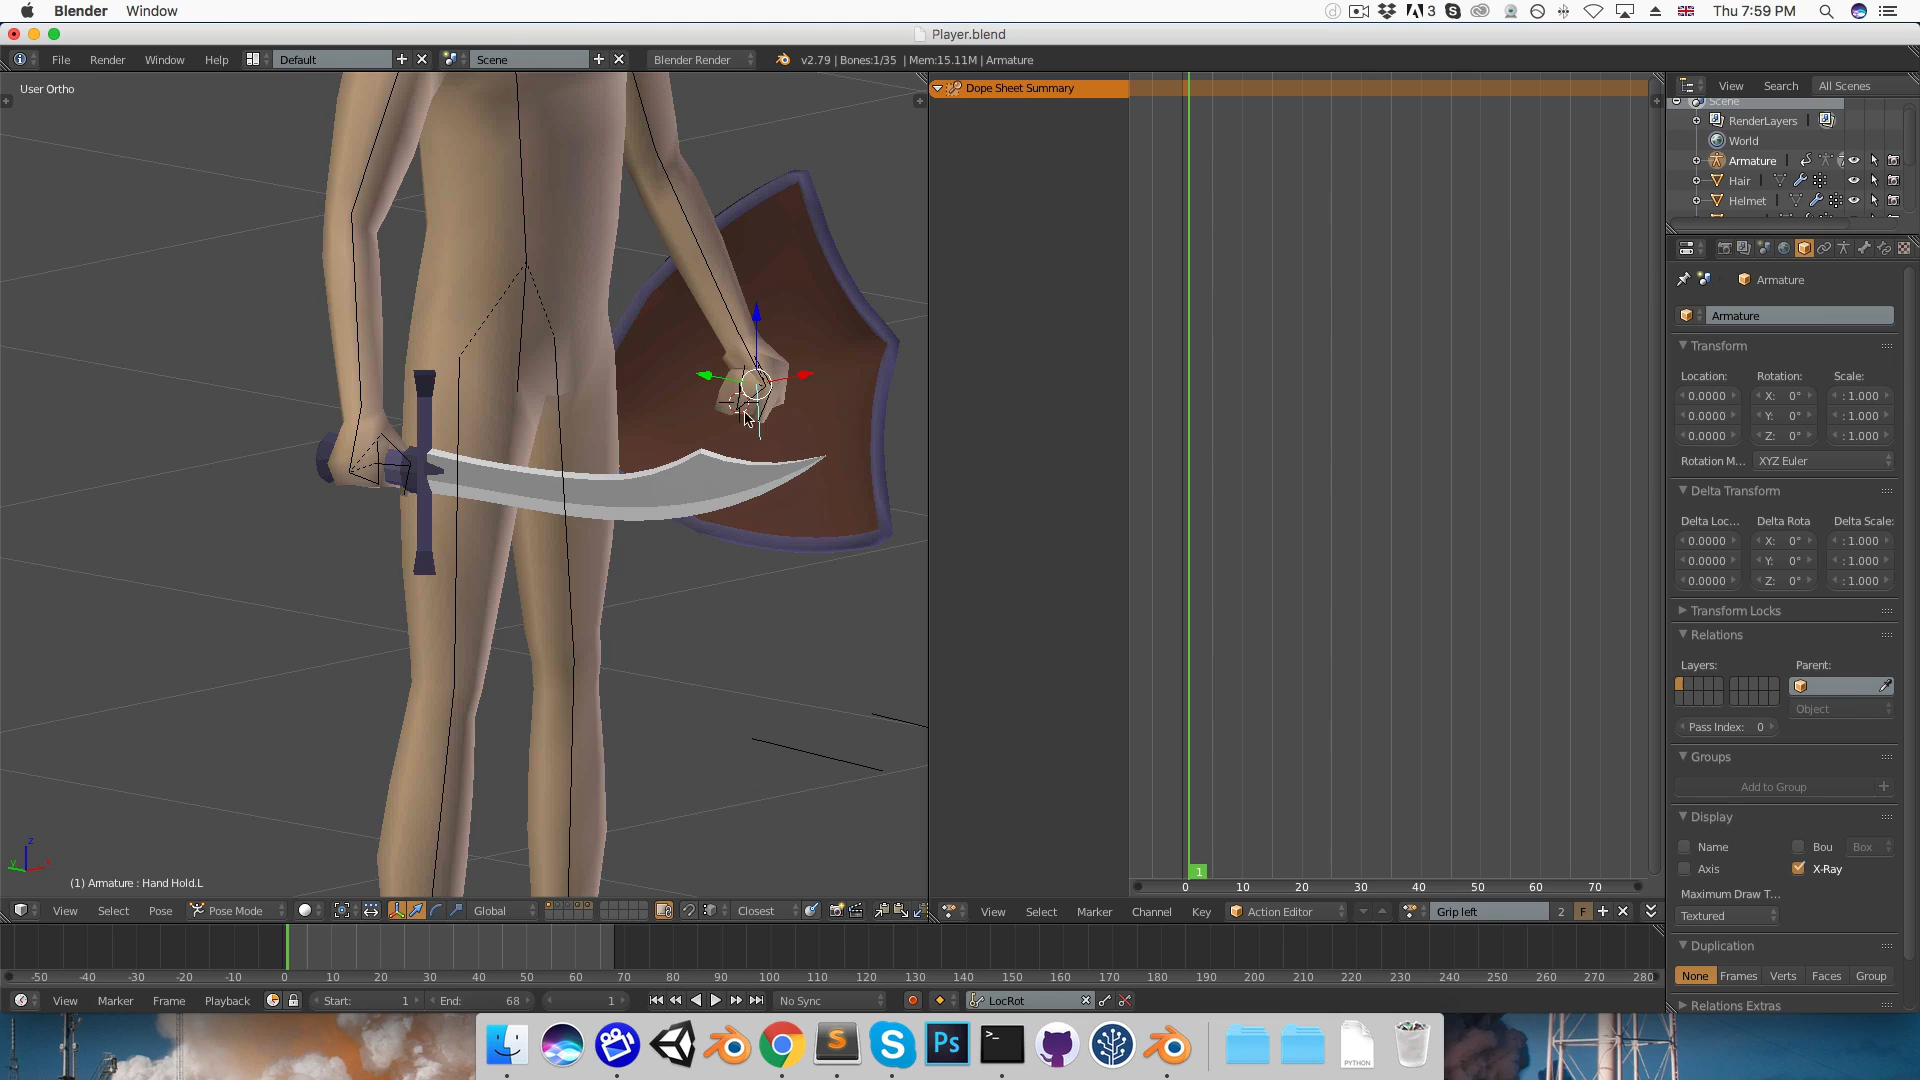 Blender Window 3 Thu 7:59 PM
Player.blend
File Render Window Help Default Scene Blender Render v2.79 | Bones:1/35 | Mem:15.11M | Armature
User Ortho
Dope Sheet Summary
View Search All Scenes
Scene
RenderLayers
World
Armature
Hair
Helmet
Armature
Armature
Transform
Location: Rotation: Scale:
0.0000 X: 0° : 1.000
0.0000 Y: 0° : 1.000
0.0000 Z: 0° : 1.000
Rotation M... XYZ Euler
Delta Transform
Delta Loc... Delta Rota Delta Scale:
0.0000 X: 0° : 1.000
0.0000 Y: 0° : 1.000
0.0000 Z: 0° : 1.000
Transform Locks
Relations
Layers: Parent:
Object
Pass Index: 0
Groups
Add to Group
Display
Name Bou Box
Axis X-Ray
Maximum Draw T...
Textured
Duplication
None Frames Verts Faces Group
Relations Extras
z
y x
(1) Armature : Hand Hold.L
1
0 10 20 30 40 50 60 70
View Select Pose Pose Mode Global Closest
View Select Marker Channel Key Action Editor Grip left 2 F
-50 -40 -30 -20 -10 0 10 20 30 40 50 60 70 80 90 100 110 120 130 140 150 160 170 180 190 200 210 220 230 240 250 260 270 280
View Marker Frame Playback Start: 1 End: 68 1 No Sync LocRot
S S Ps >_ PYTHON